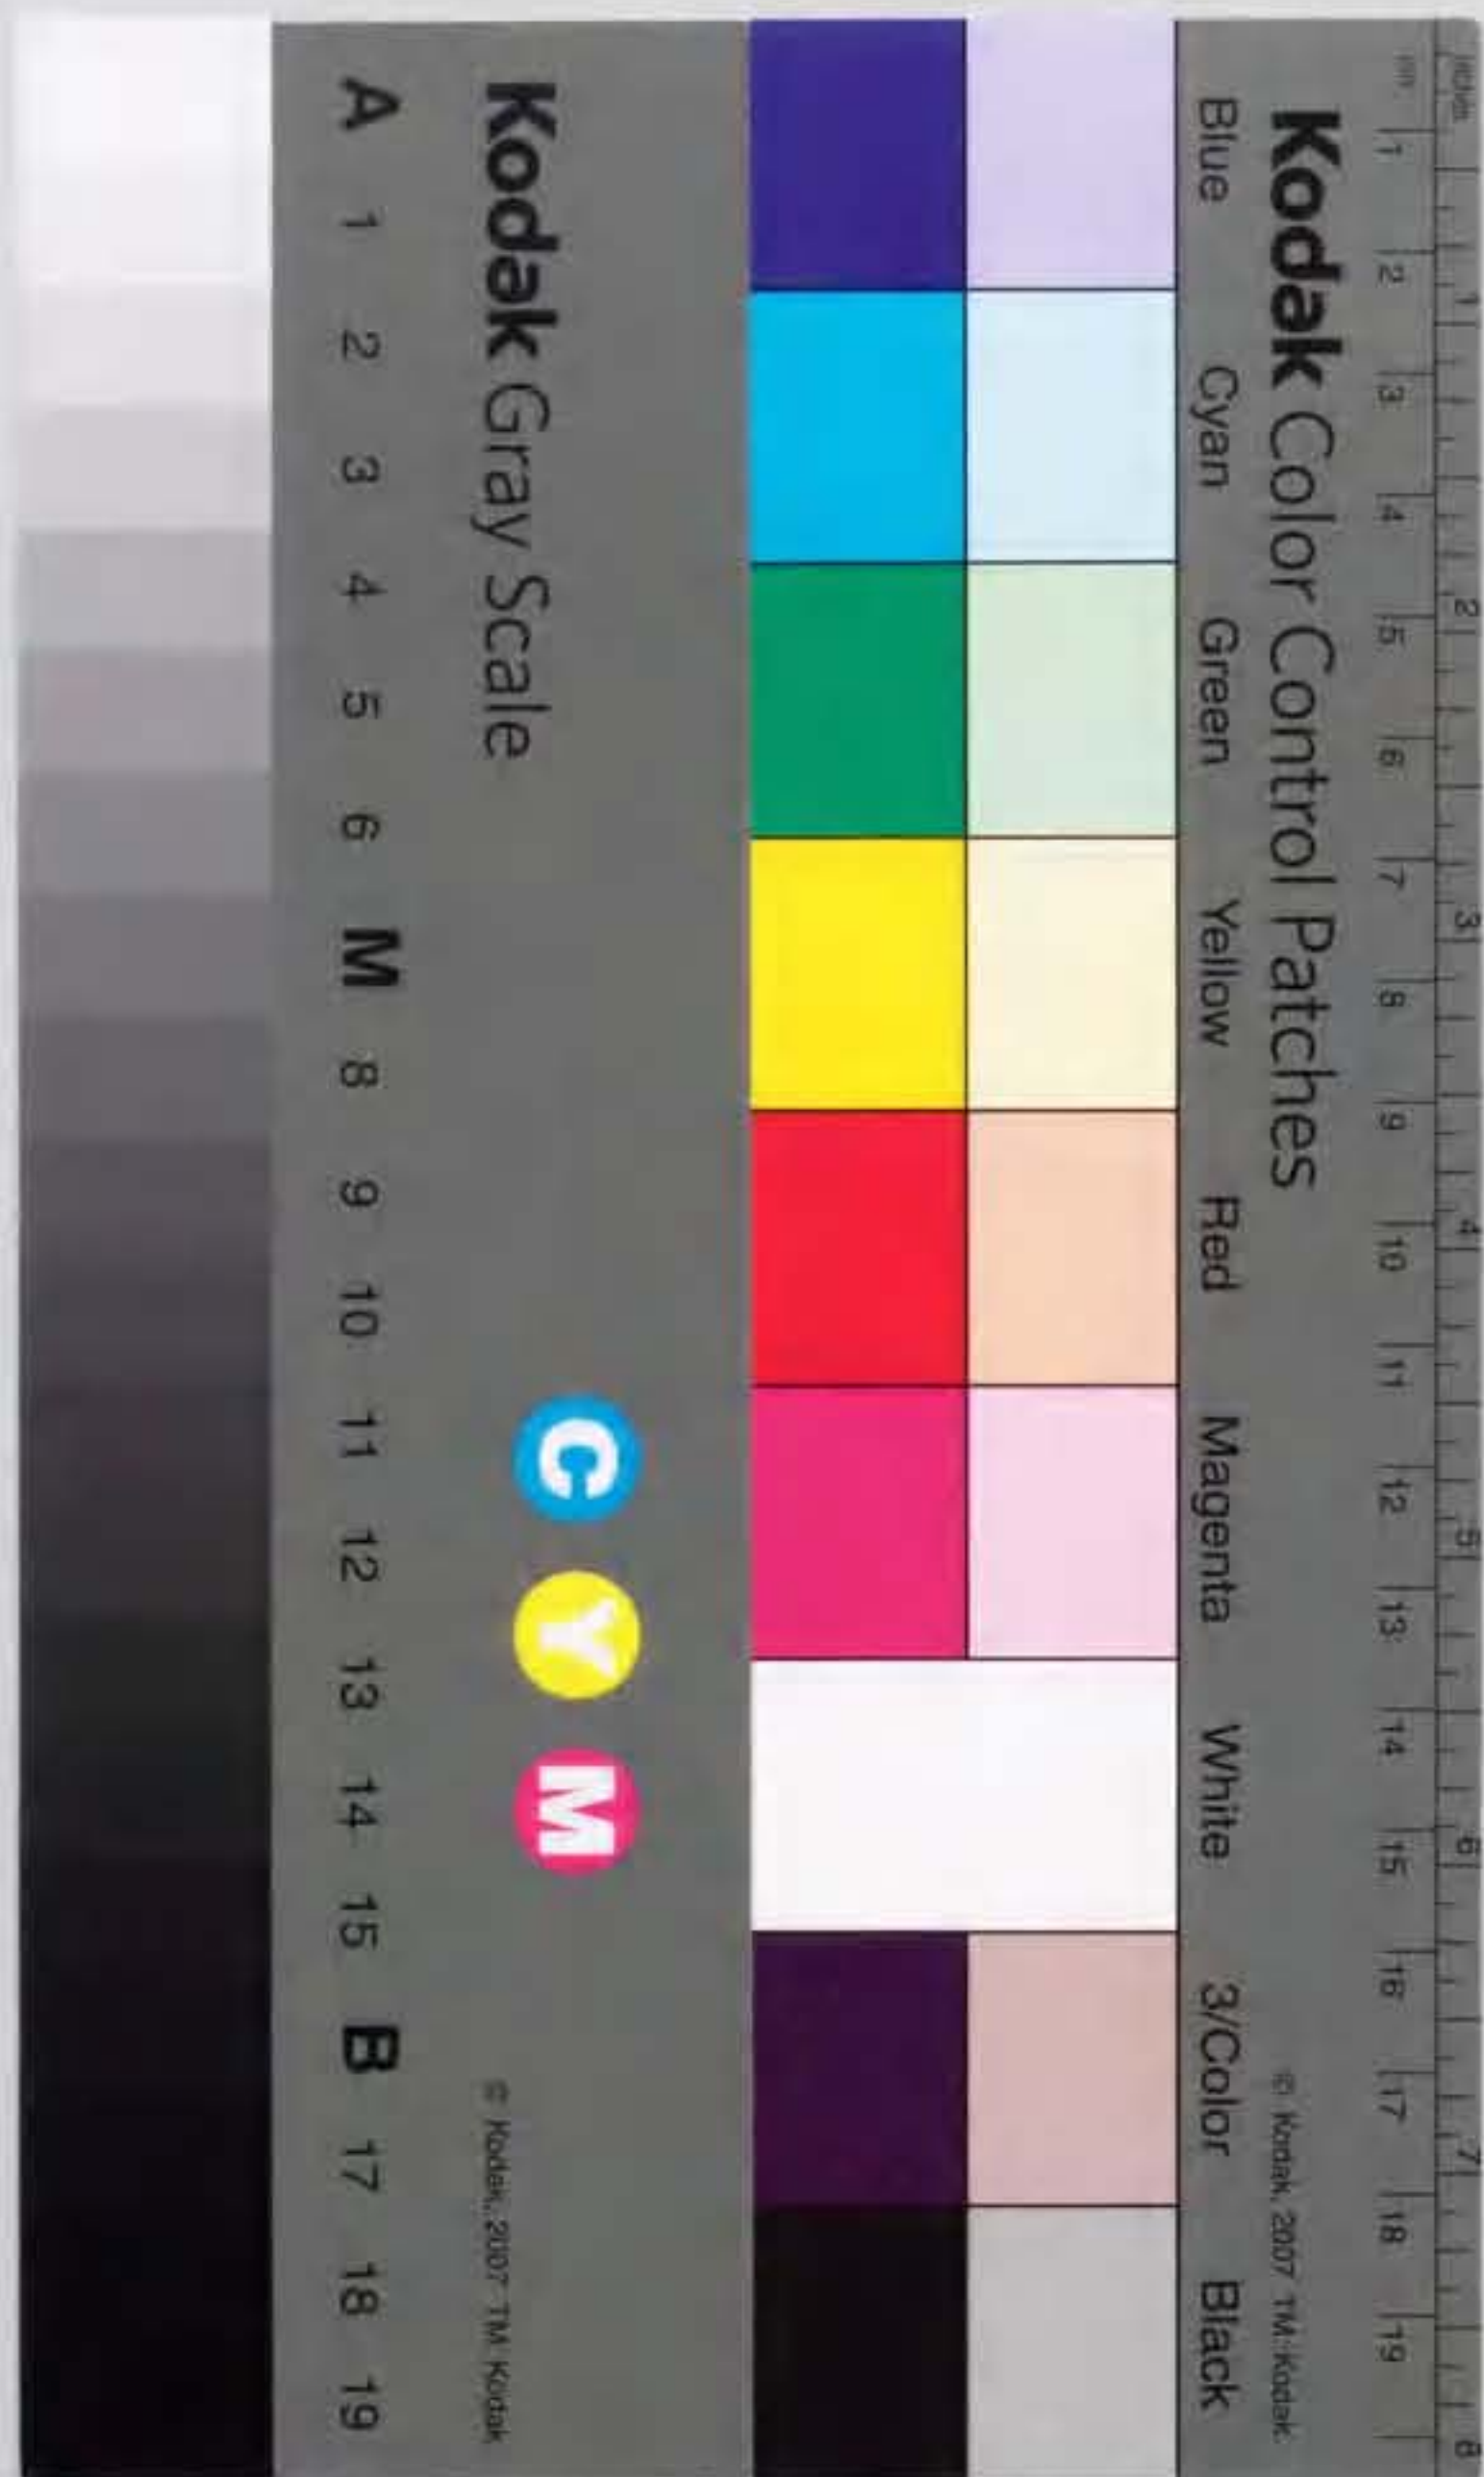 inches 1 2 3 4 5 6 7 8
1 2 3 4 5 6 7 8 9 10 11 12 13 14 15 16 17 18 19
Kodak Color Control Patches © Kodak, 2007 TM: Kodak
Blue Cyan Green Yellow Red Magenta White 3/Color Black
C Y M
Kodak Gray Scale © Kodak, 2007 TM: Kodak
A 1 2 3 4 5 6 M 8 9 10 11 12 13 14 15 B 17 18 19